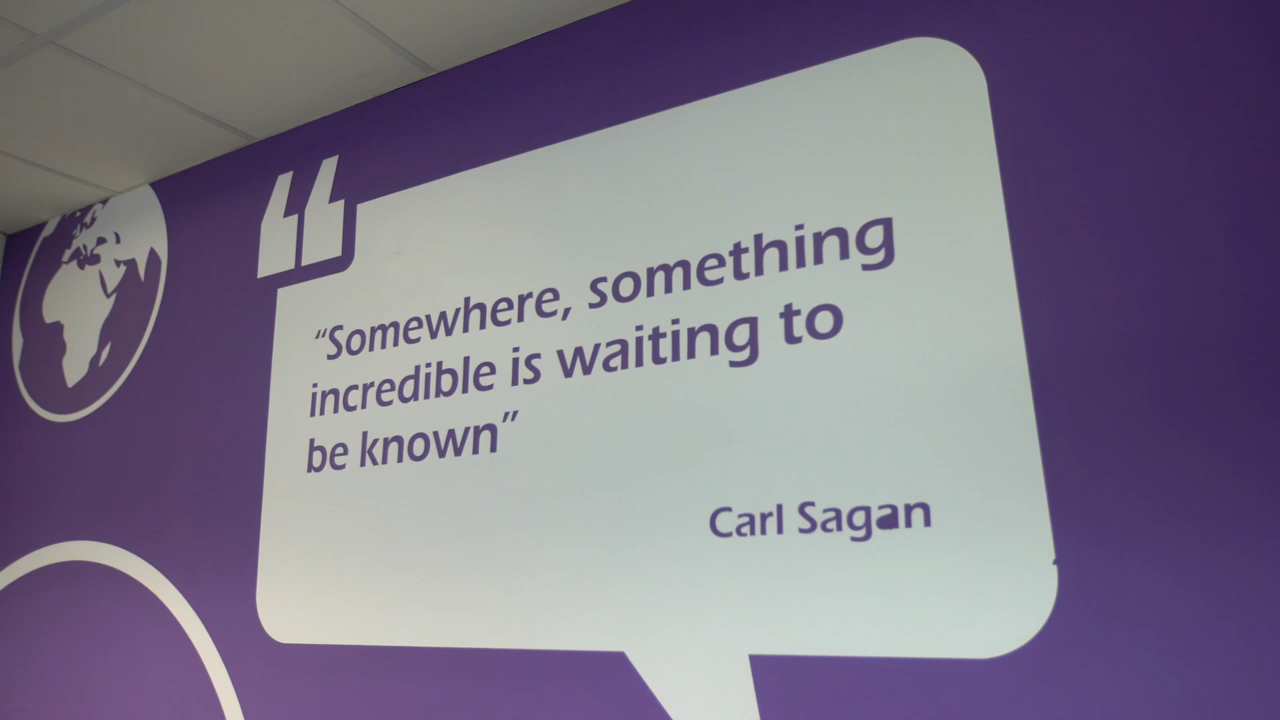 “Somewhere, something
incredible is waiting to
be known”
Carl Sagan